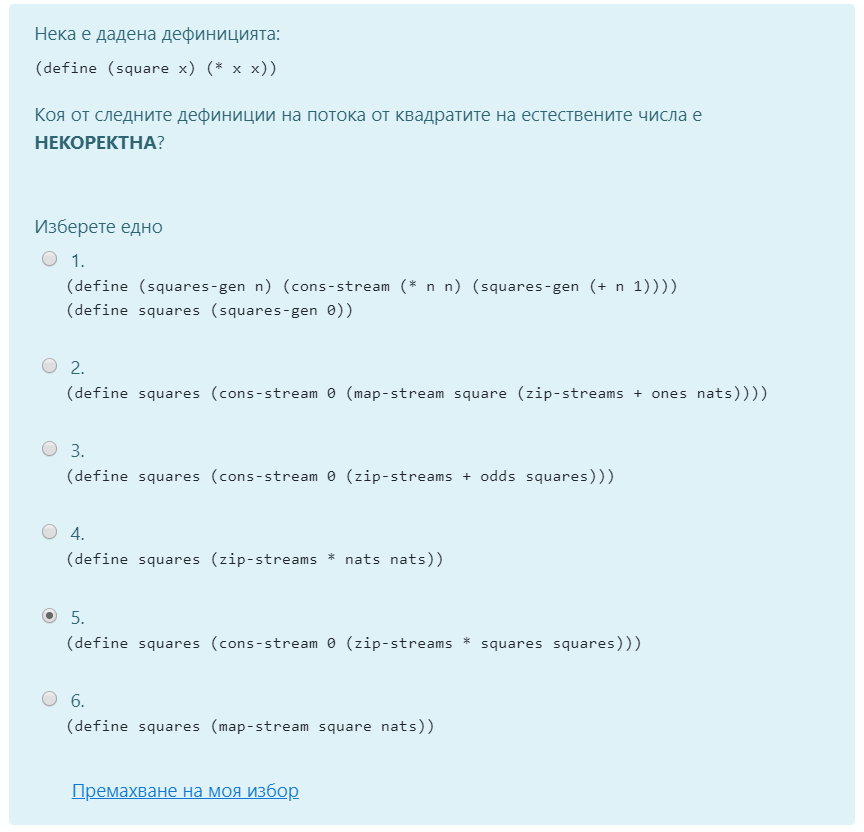 Нека е дадена дефиницията:
(define (square x) (* x x))
Коя от следните дефиниции на потока от квадратите на естествените числа е
НЕКОРЕКТНА?
Изберете едно
1.
(define (squares-gen n) (cons-stream (* n n) (squares-gen (+ n 1))))
(define squares (squares-gen 0))
2.
(define squares (cons-stream 0 (map-stream square (zip-streams + ones nats))))
3.
(define squares (cons-stream 0 (zip-streams + odds squares)))
4.
(define squares (zip-streams * nats nats))
5.
(define squares (cons-stream 0 (zip-streams * squares squares)))
6.
(define squares (map-stream square nats))
Премахване на моя избор